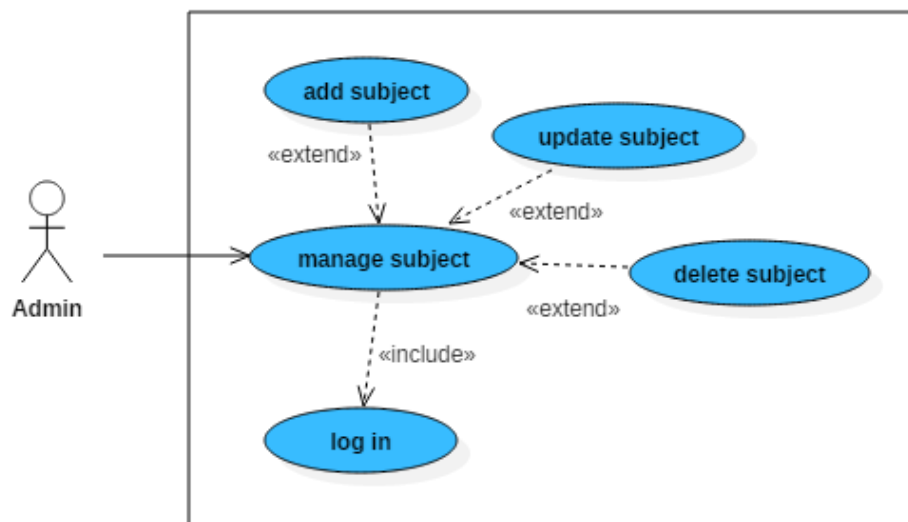 add subject
update subject
«extend»
«extend»
manage subject
delete subject
Admin
«extend»
«include»
log in